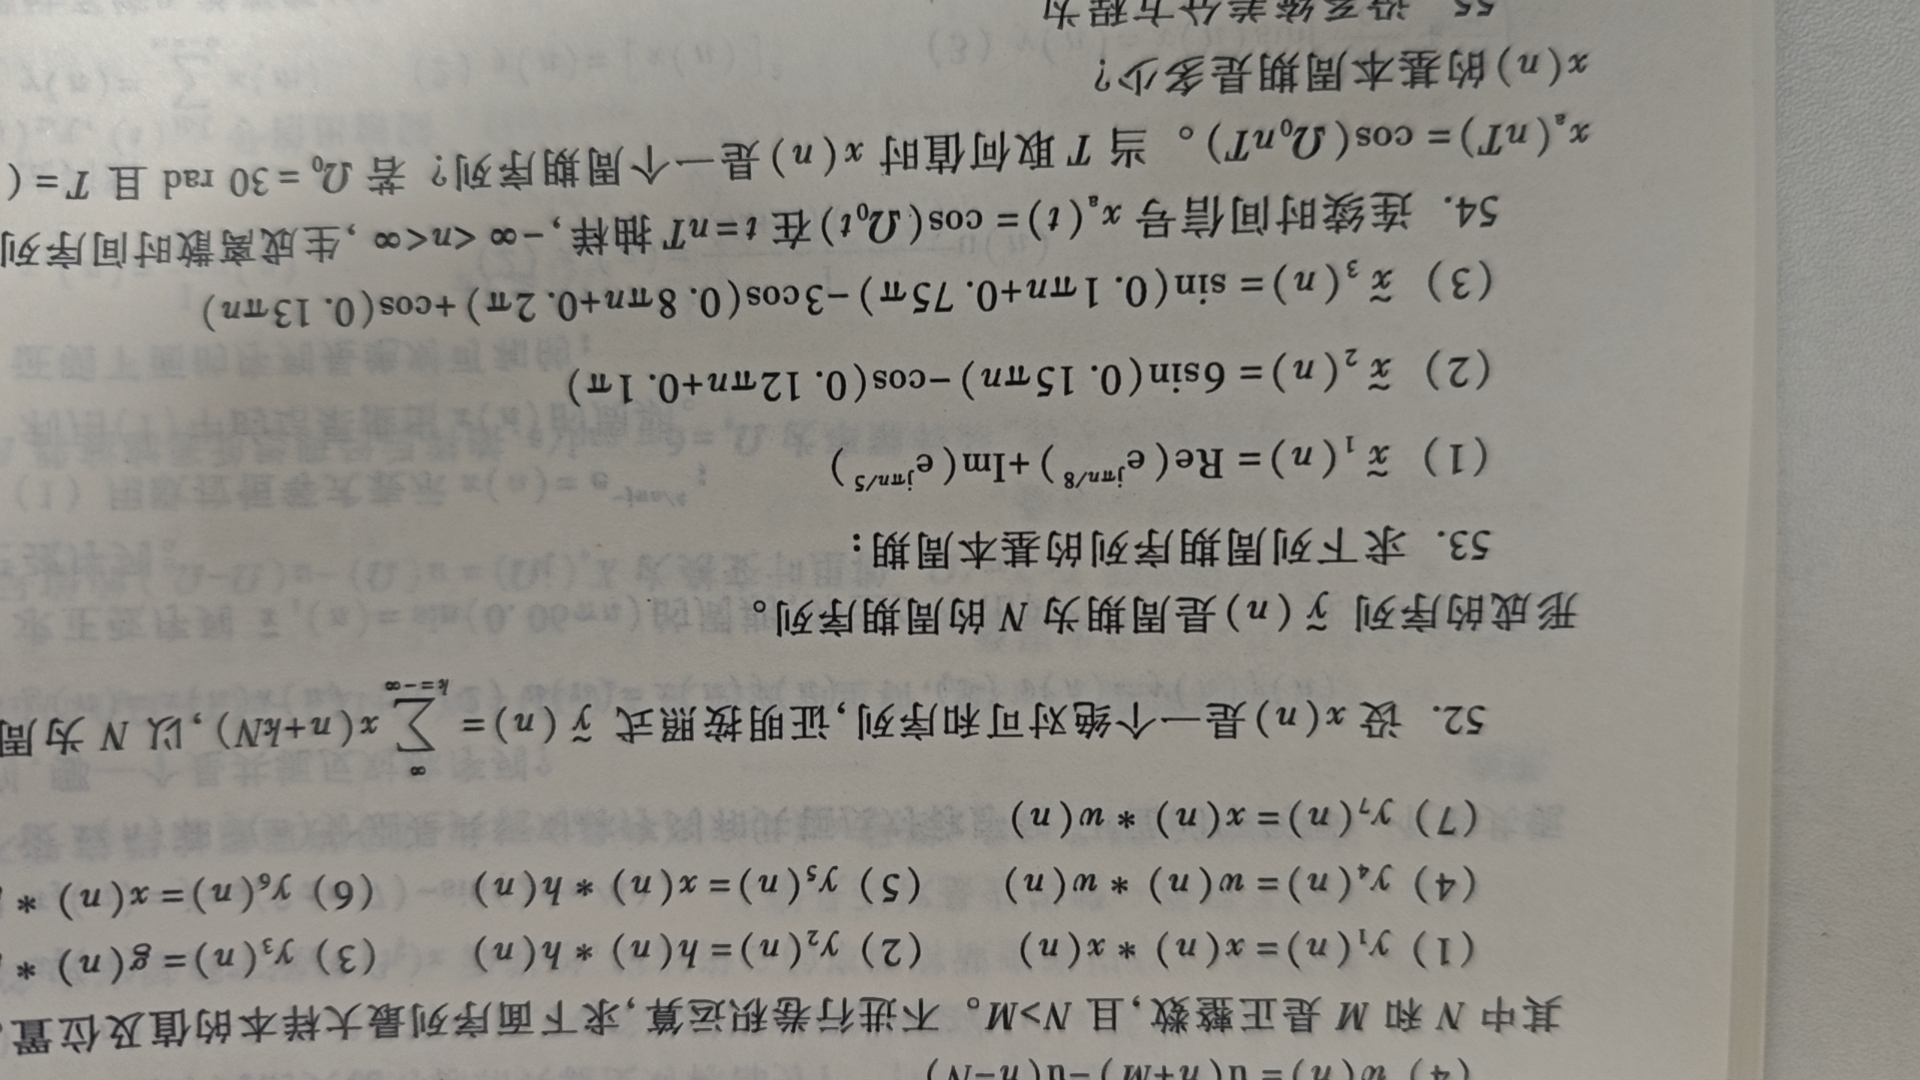 (4) w(n)=u(n+M)-u(n-N)
其中 N 和 M 是正整数,且 N>M。不进行卷积运算,求下面序列最大样本的值及位置
(1) y₁(n)=x(n)*x(n) (2) y₂(n)=h(n)*h(n) (3) y₃(n)=g(n)*
(4) y₄(n)=w(n)*w(n) (5) y₅(n)=x(n)*h(n) (6) y₆(n)=x(n)*
(7) y₇(n)=x(n)*w(n)
52. 设 x(n)是一个绝对可和序列,证明按照式 ỹ(n)=∑_{k=-∞}^{∞} x(n+kN),以 N 为周
形成的序列 ỹ(n)是周期为 N 的周期序列。
53. 求下列周期序列的基本周期:
(1) x̃₁(n)=Re(e^{jπn/8})+Im(e^{jπn/5})
(2) x̃₂(n)=6sin(0.15πn)-cos(0.12πn+0.1π)
(3) x̃₃(n)=sin(0.1πn+0.75π)-3cos(0.8πn+0.2π)+cos(0.13πn)
54. 连续时间信号 xₐ(t)=cos(Ω₀t)在 t=nT 抽样,-∞<n<∞,生成离散时间序列
xₐ(nT)=cos(Ω₀nT)。当 T 取何值时 x(n)是一个周期序列? 若 Ω₀=30 rad 且 T=(
x(n)的基本周期是多少?
55. 设系统差分方程为